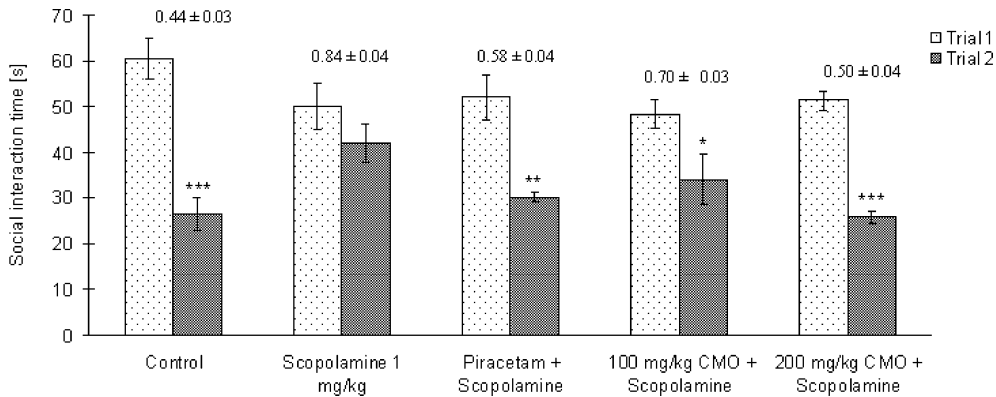 70
60
50
40
30
20
10
0
Social interaction time [s]
0.44 ± 0.03
0.84 ± 0.04
0.58 ± 0.04
0.70 ± 0.03
0.50 ± 0.04
***
**
*
***
Trial 1
Trial 2
Control
Scopolamine 1
mg/kg
Piracetam +
Scopolamine
100 mg/kg CMO +
Scopolamine
200 mg/kg CMO +
Scopolamine